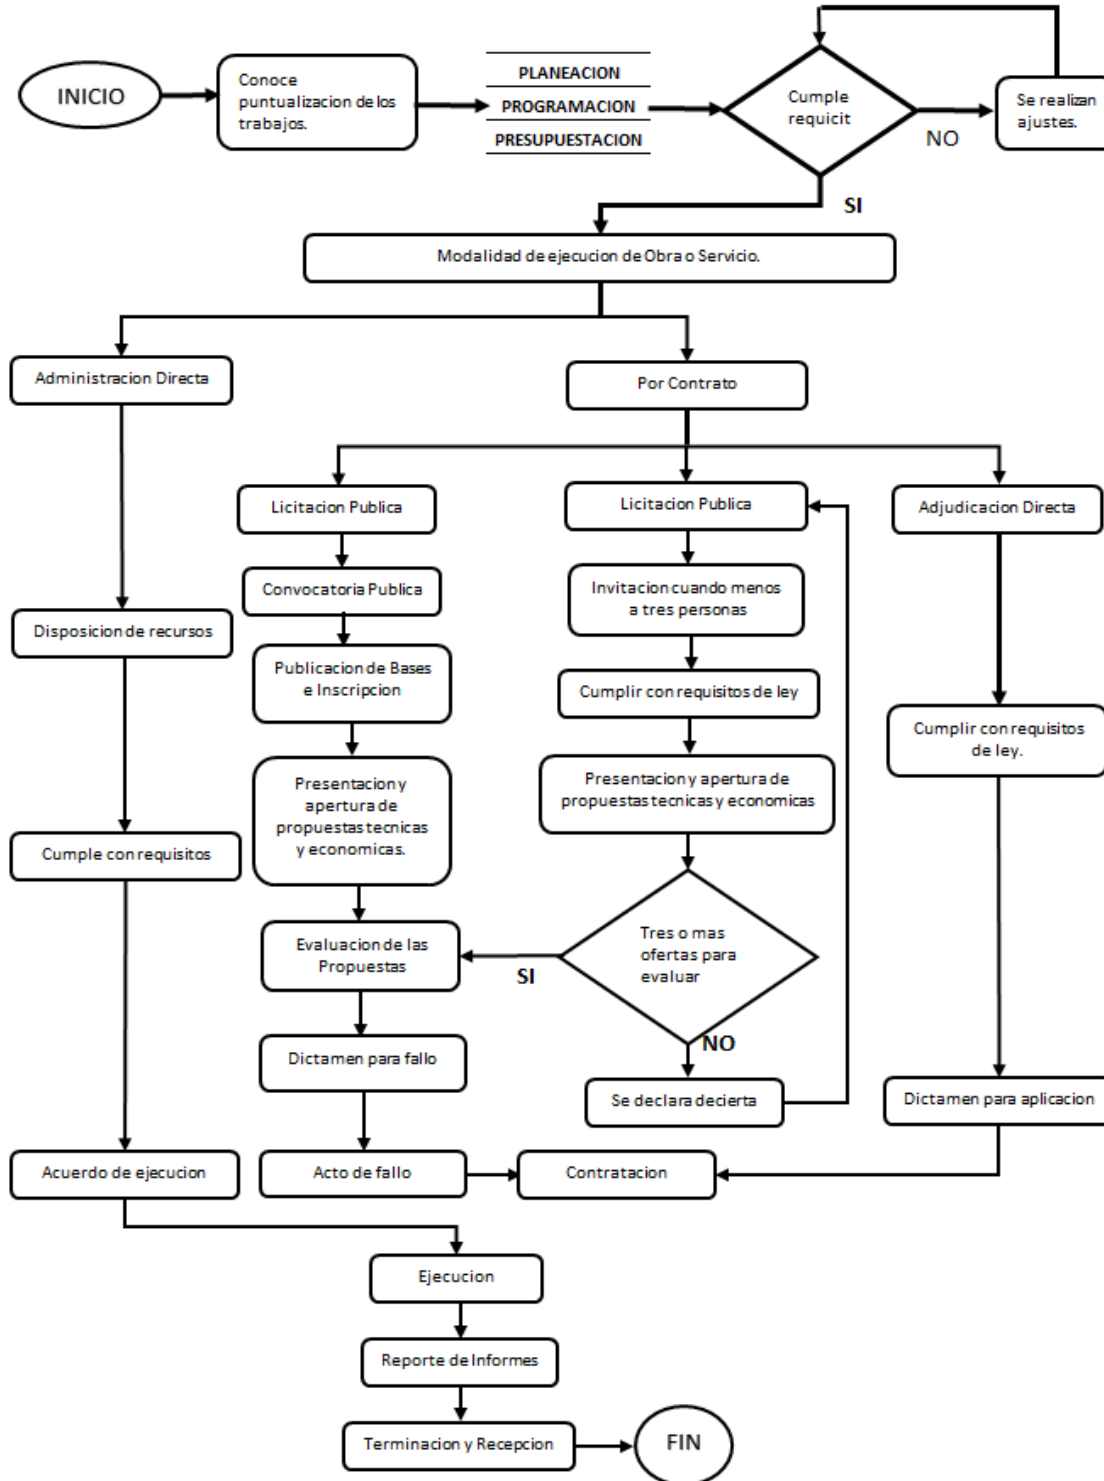 INICIO
Conoce
puntualizacion de los
trabajos.
PLANEACION
PROGRAMACION
PRESUPUESTACION
Cumple
requicit
NO
Se realizan
ajustes.
SI
Modalidad de ejecucion de Obra o Servicio.
Administracion Directa
Por Contrato
Licitacion Publica
Licitacion Publica
Adjudicacion Directa
Convocatoria Publica
Invitacion cuando menos
a tres personas
Disposicion de recursos
Publicacion de Bases
e Inscripcion
Cumplir con requisitos de ley
Cumplir con requisitos
de ley.
Presentacion y
apertura de
propuestas tecnicas
y economicas.
Presentacion y apertura de
propuestas tecnicas y economicas
Cumple con requisitos
Evaluacion de las
Propuestas
SI
Tres o mas
ofertas para
evaluar
NO
Dictamen para fallo
Se declara decierta
Dictamen para aplicacion
Acuerdo de ejecucion
Acto de fallo
Contratacion
Ejecucion
Reporte de Informes
Terminacion y Recepcion
FIN